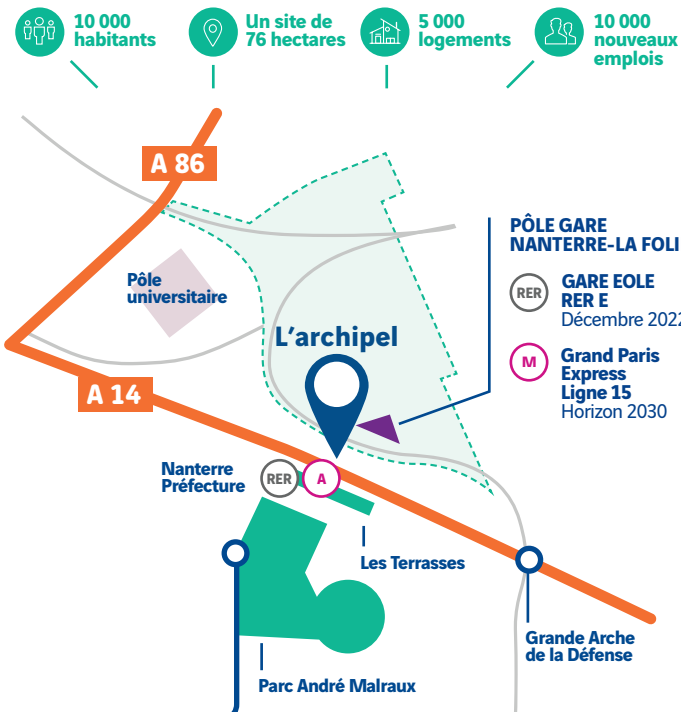 10 000
habitants
Un site de
76 hectares
5 000
logements
10 000
nouveaux
emplois
A 86
PÔLE GARE
NANTERRE-LA FOLI
Pôle
universitaire
RER
GARE EOLE
RER E
Décembre 2022
L'archipel
M
Grand Paris
Express
Ligne 15
Horizon 2030
A 14
Nanterre
Préfecture
RER
A
Les Terrasses
Grande Arche
de la Défense
Parc André Malraux